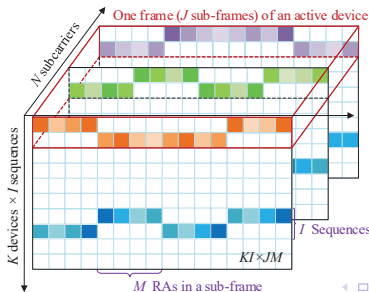 One frame (J sub-frames) of an active device
N subcarriers
K devices × I sequences
I Sequences
KI×JM
M RAs in a sub-frame